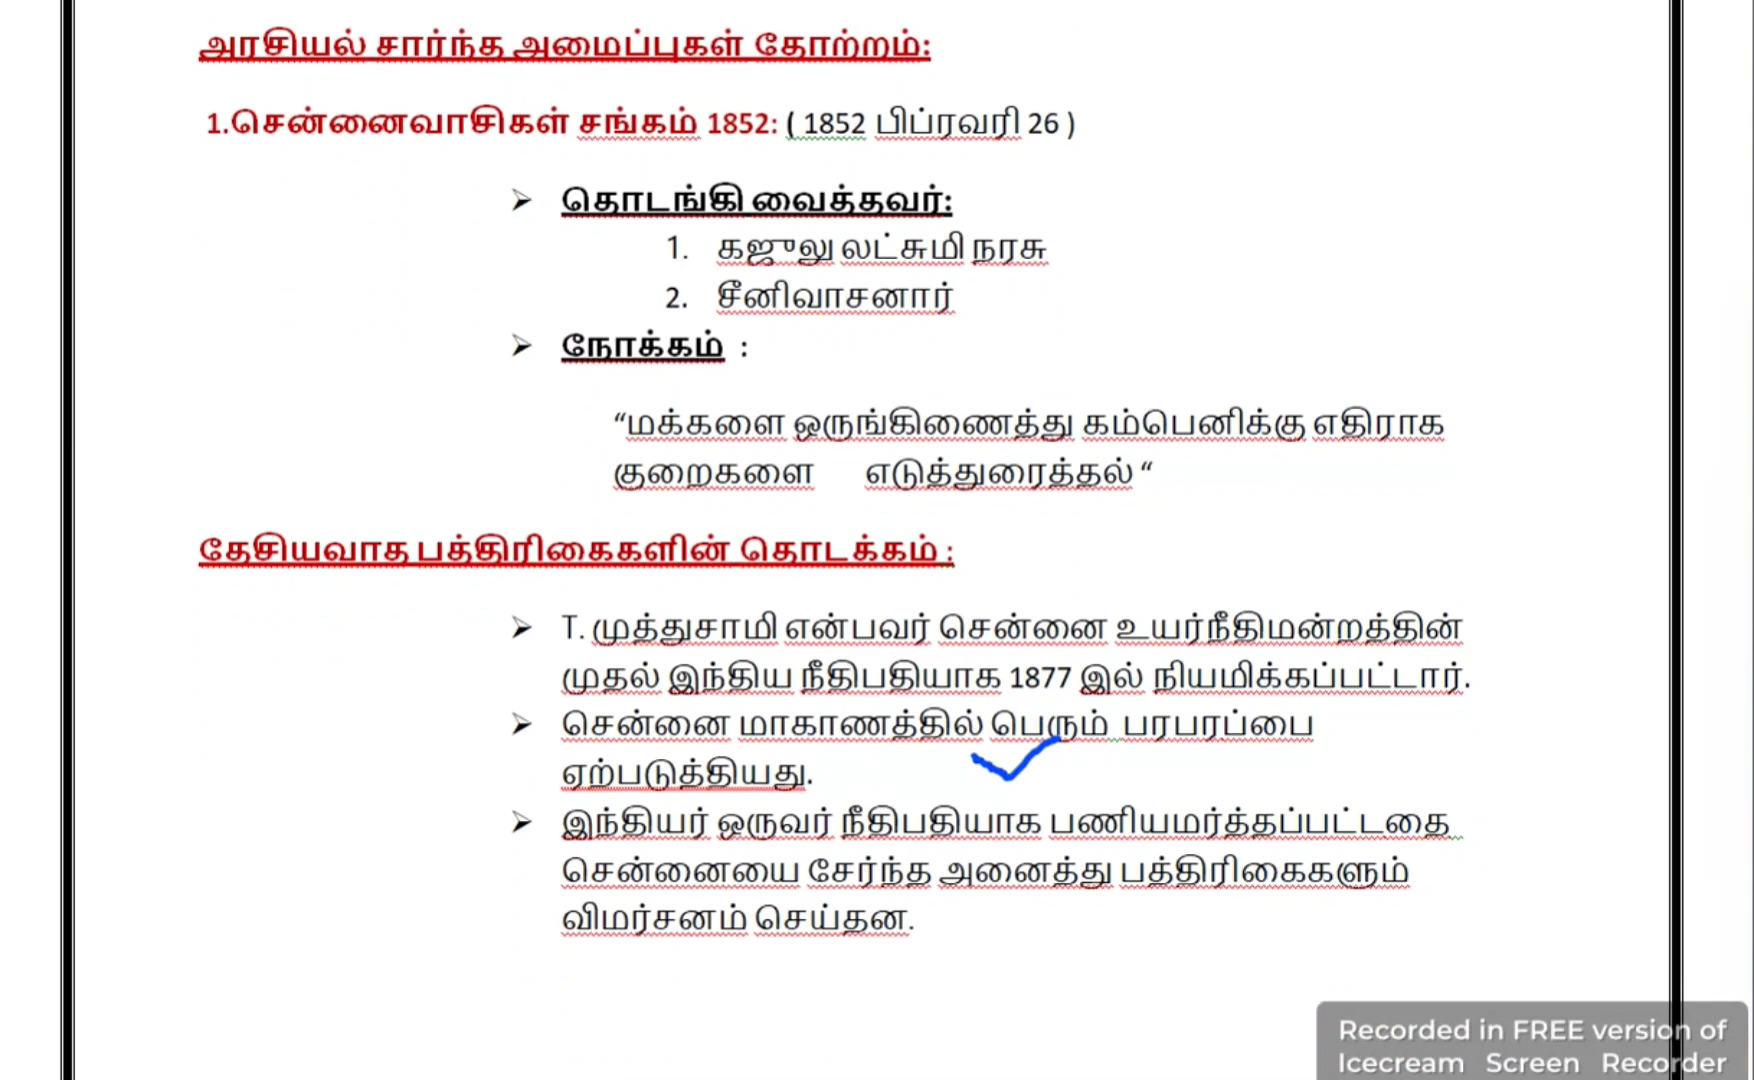 அரசியல் சார்ந்த அமைப்புகள் தோற்றம்:
1.சென்னைவாசிகள் சங்கம் 1852: ( 1852 பிப்ரவரி 26 )
➢ தொடங்கி வைத்தவர்:
1. கஜுலு லட்சுமி நரசு
2. சீனிவாசனார்
➢ நோக்கம் :
“மக்களை ஒருங்கிணைத்து கம்பெனிக்கு எதிராக
குறைகளை எடுத்துரைத்தல் “
தேசியவாத பத்திரிகைகளின் தொடக்கம் :
➢ T. முத்துசாமி என்பவர் சென்னை உயர்நீதிமன்றத்தின்
முதல் இந்திய நீதிபதியாக 1877 இல் நியமிக்கப்பட்டார்.
➢ சென்னை மாகாணத்தில் பெரும் பரபரப்பை
ஏற்படுத்தியது.
➢ இந்தியர் ஒருவர் நீதிபதியாக பணியமர்த்தப்பட்டதை
சென்னையை சேர்ந்த அனைத்து பத்திரிகைகளும்
விமர்சனம் செய்தன.
Recorded in FREE version of
Icecream Screen Recorder